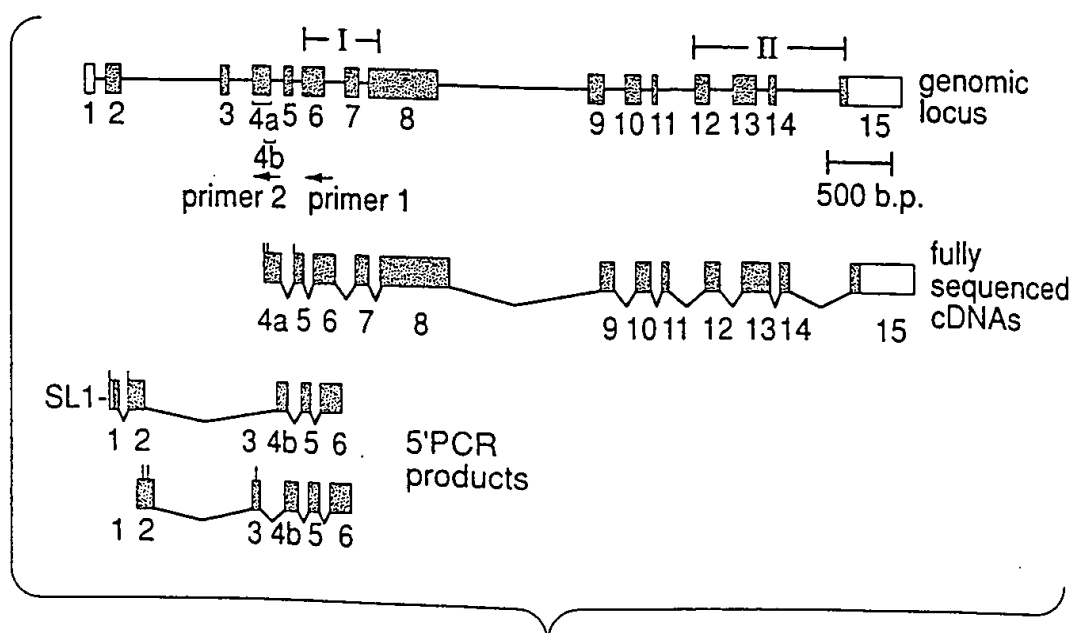 I II
genomic locus
1 2 3 4a 5 6 7 8 9 10 11 12 13 14 15
4b
primer 2 primer 1
500 b.p.
fully sequenced cDNAs
4a 5 6 7 8 9 10 11 12 13 14 15
SL1-
1 2 3 4b 5 6
5'PCR products
1 2 3 4b 5 6